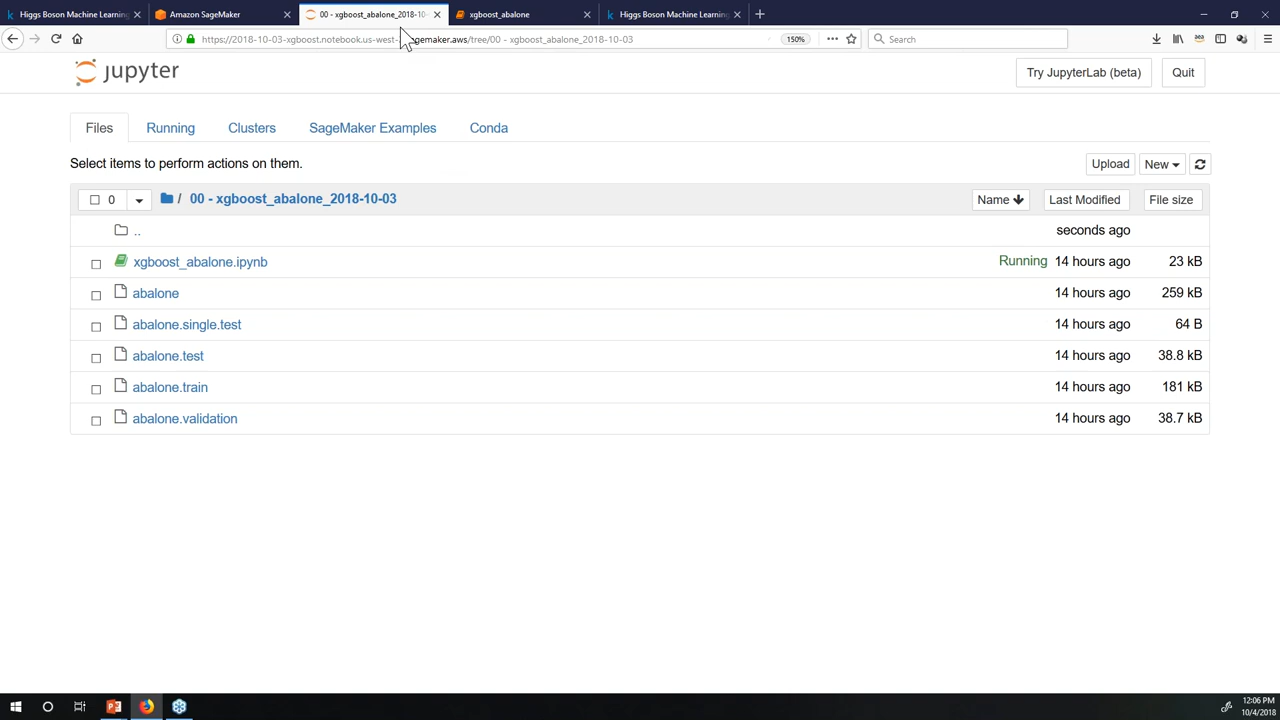 Higgs Boson Machine Learning
Amazon SageMaker
00 - xgboost_abalone_2018-10-
xgboost_abalone
Higgs Boson Machine Learning
https://2018-10-03-xgboost.notebook.us-west- agemaker.aws/tree/00 - xgboost_abalone_2018-10-03
150%
Search
jupyter
Try JupyterLab (beta)
Quit
Files
Running
Clusters
SageMaker Examples
Conda
Select items to perform actions on them.
Upload
New
0
/ 00 - xgboost_abalone_2018-10-03
Name
Last Modified
File size
..
seconds ago
xgboost_abalone.ipynb Running 14 hours ago 23 kB
abalone 14 hours ago 259 kB
abalone.single.test 14 hours ago 64 B
abalone.test 14 hours ago 38.8 kB
abalone.train 14 hours ago 181 kB
abalone.validation 14 hours ago 38.7 kB
12:06 PM
10/4/2018